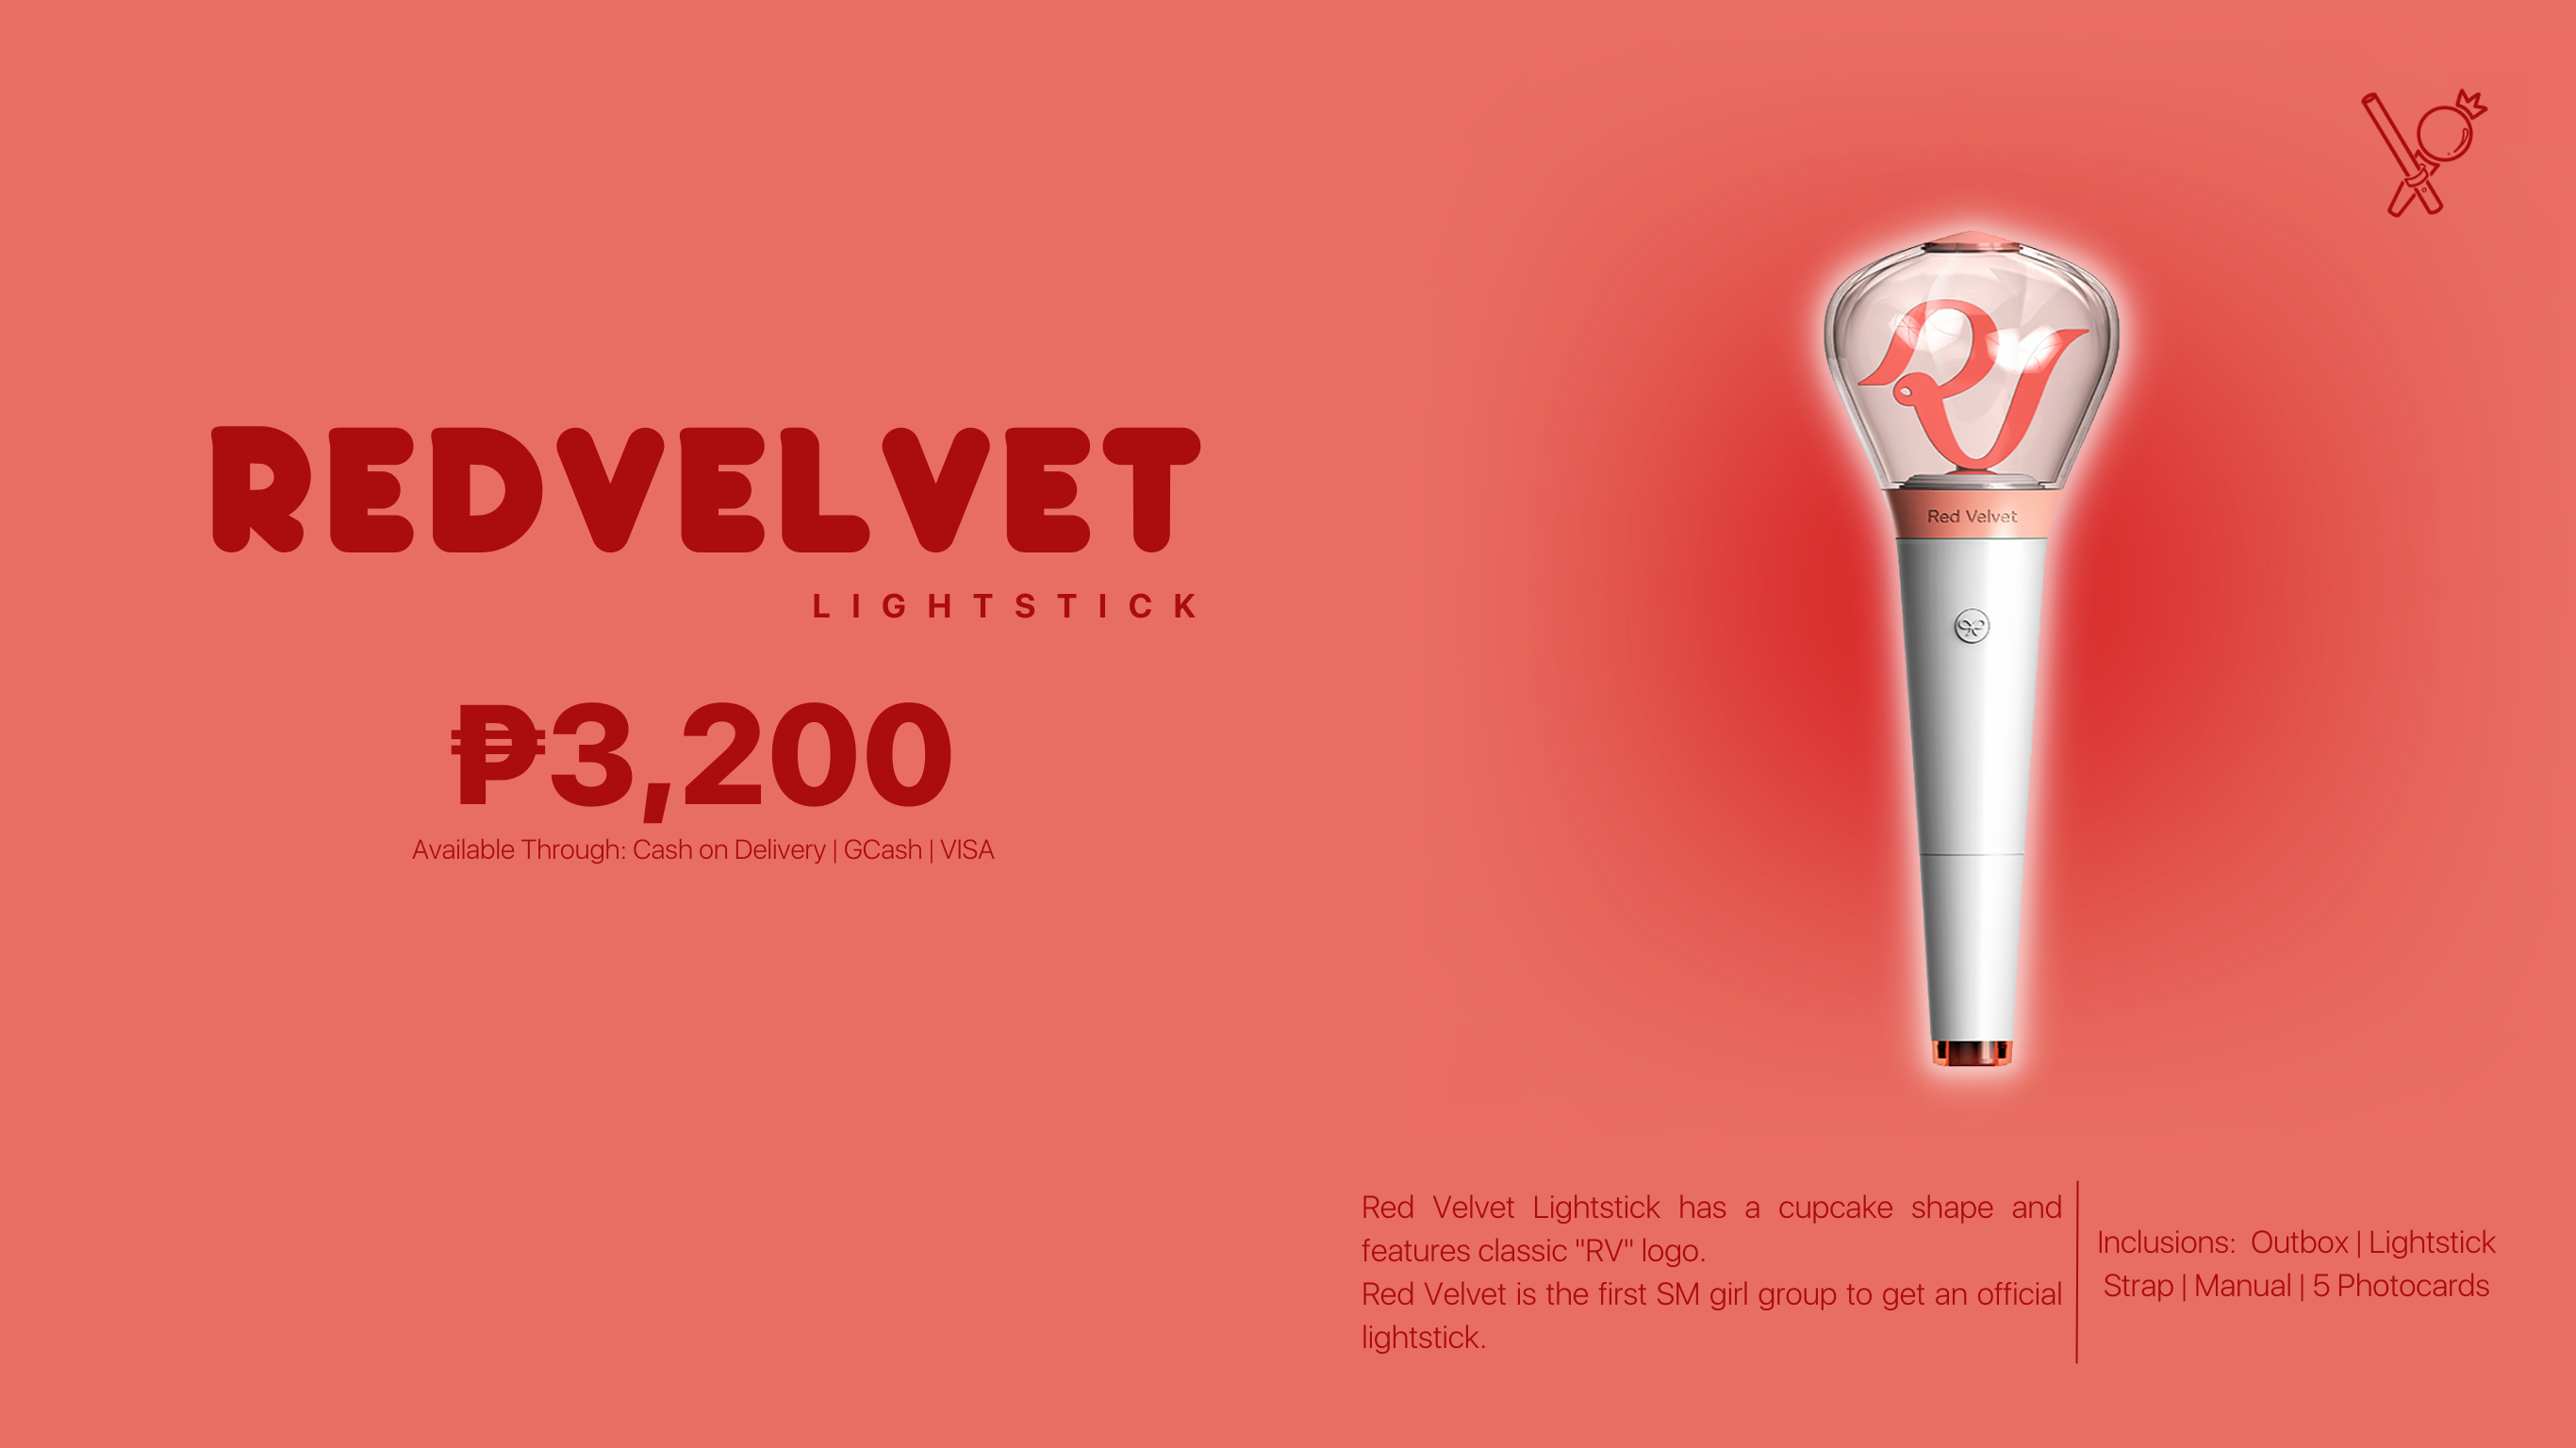 REDVELVET
LIGHTSTICK
₱3,200
Available Through: Cash on Delivery | GCash | VISA
RV
Red Velvet
Red Velvet Lightstick has a cupcake shape and
features classic "RV" logo.
Red Velvet is the first SM girl group to get an official
lightstick.
Inclusions: Outbox | Lightstick
Strap | Manual | 5 Photocards